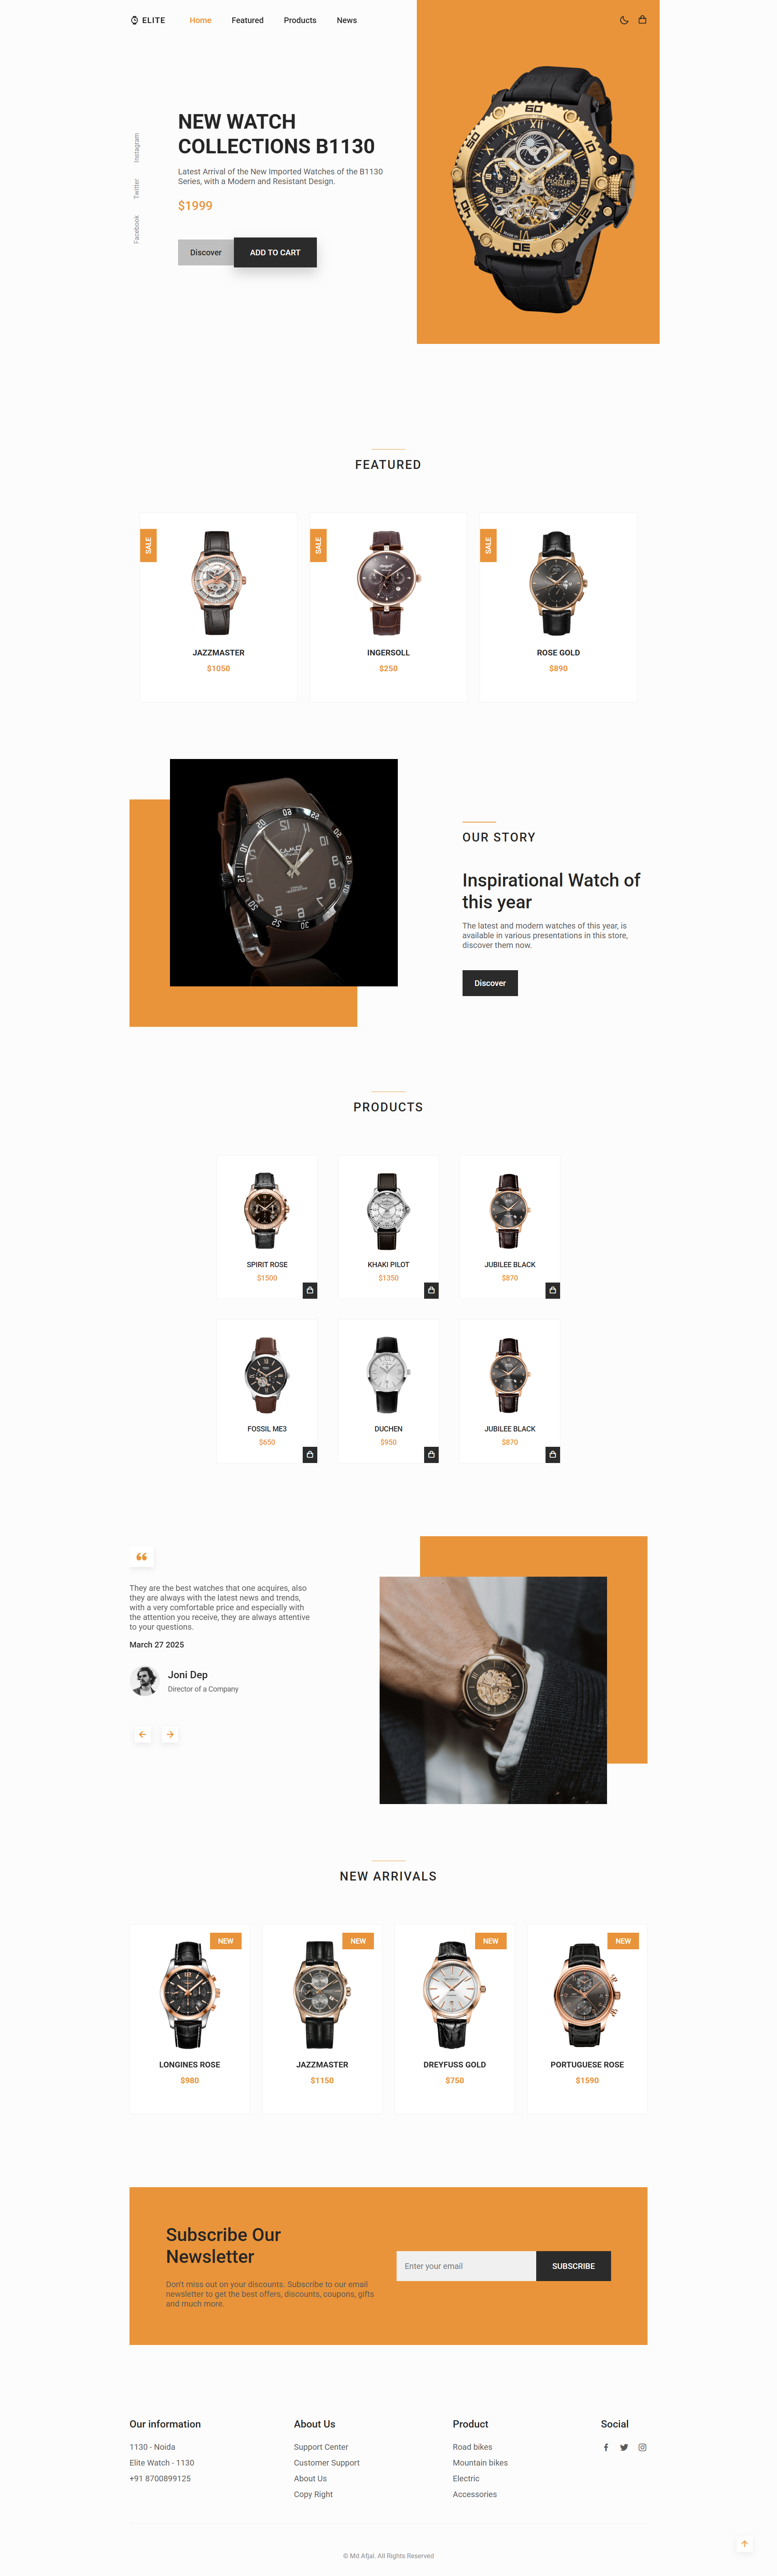 ELITE
Home
Featured
Products
News
Instagram
Twitter
Facebook
NEW WATCH
COLLECTIONS B1130
Latest Arrival of the New Imported Watches of the B1130
Series, with a Modern and Resistant Design.
$1999
Discover
ADD TO CART
60
10
30
FEATURED
SALE
JAZZMASTER
$1050
SALE
INGERSOLL
$250
SALE
ROSE GOLD
$890
OUR STORY
Inspirational Watch of
this year
The latest and modern watches of this year, is
available in various presentations in this store,
discover them now.
Discover
PRODUCTS
SPIRIT ROSE
$1500
KHAKI PILOT
$1350
JUBILEE BLACK
$870
FOSSIL ME3
$650
DUCHEN
$950
JUBILEE BLACK
$870
They are the best watches that one acquires, also
they are always with the latest news and trends,
with a very comfortable price and especially with
the attention you receive, they are always attentive
to your questions.
March 27 2025
Joni Dep
Director of a Company
NEW ARRIVALS
NEW
LONGINES ROSE
$980
NEW
JAZZMASTER
$1150
NEW
DREYFUSS GOLD
$750
NEW
PORTUGUESE ROSE
$1590
Subscribe Our
Newsletter
Don't miss out on your discounts. Subscribe to our email
newsletter to get the best offers, discounts, coupons, gifts
and much more.
Enter your email
SUBSCRIBE
Our information
1130 - Noida
Elite Watch - 1130
+91 8700899125
About Us
Support Center
Customer Support
About Us
Copy Right
Product
Road bikes
Mountain bikes
Electric
Accessories
Social
© Md Afjal. All Rights Reserved